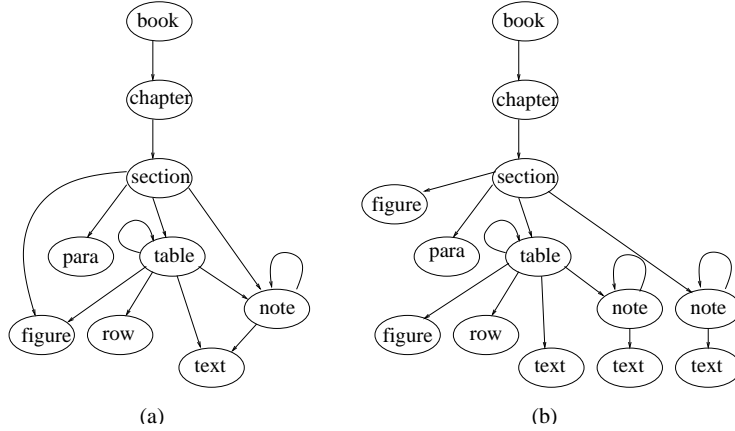 book book
chapter chapter
section section
figure
para table para table
note note note
figure row figure row
text text text text
(a) (b)